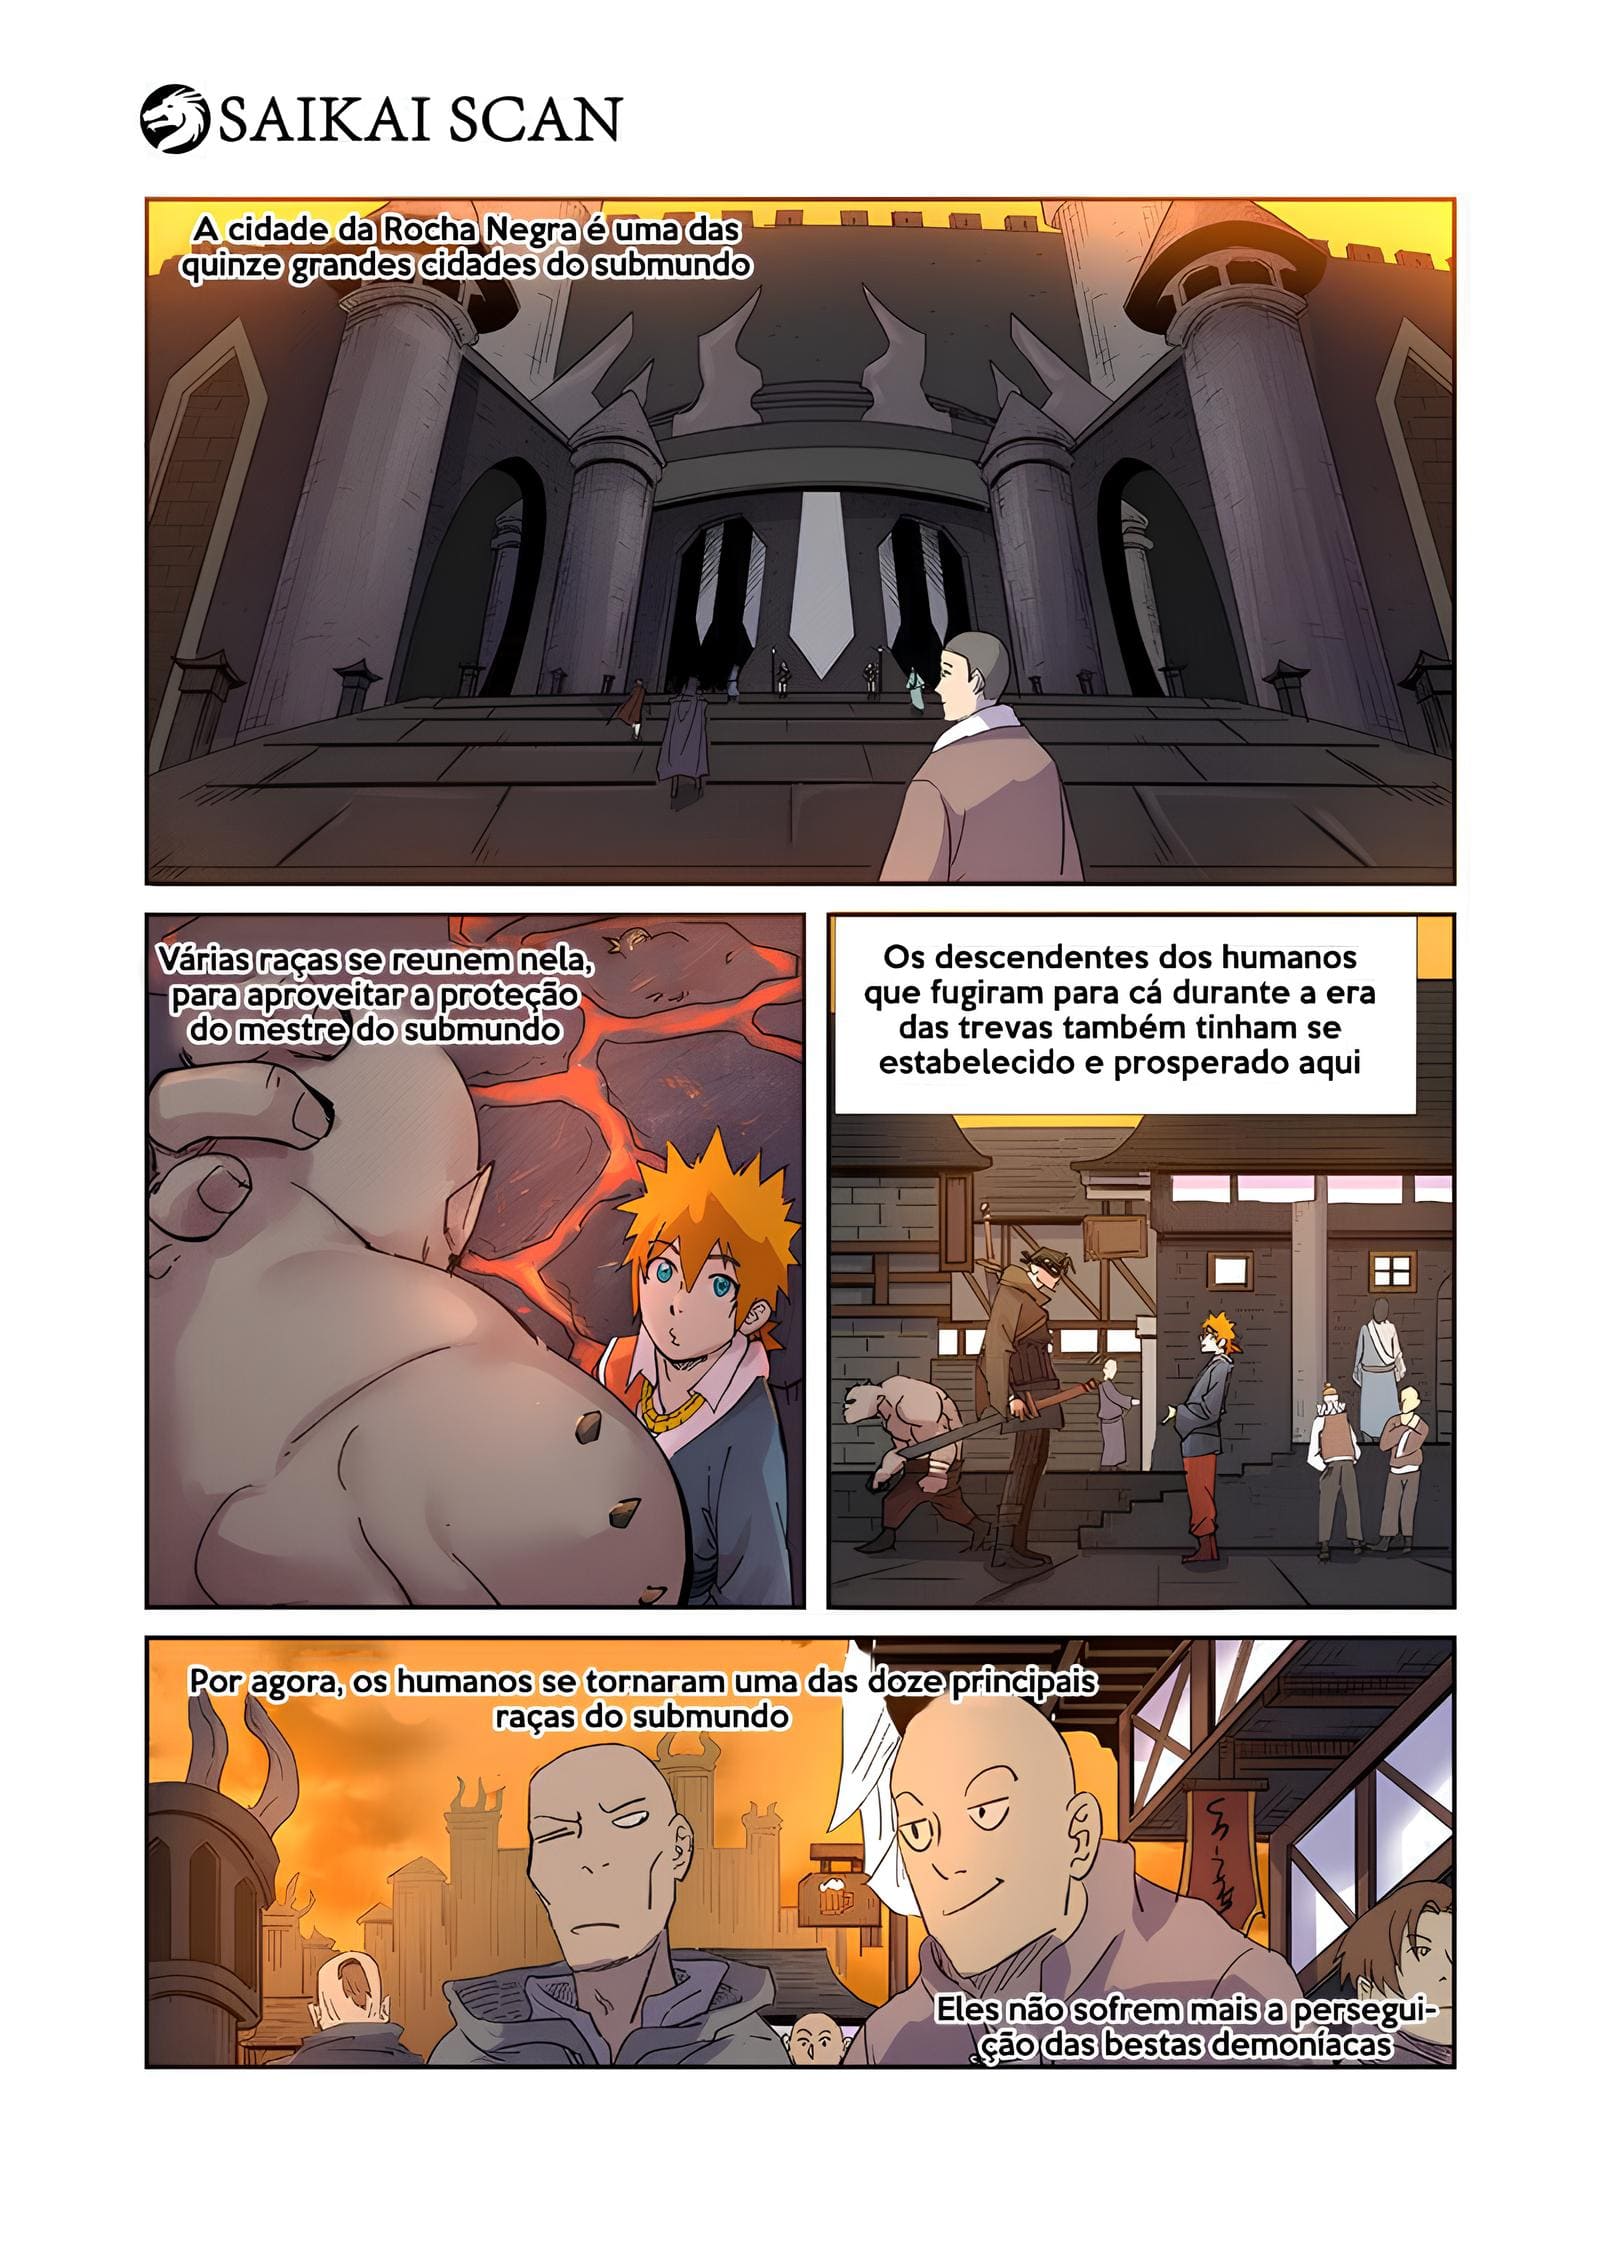 SAIKAI SCAN
A cidade da Rocha Negra é uma das
quinze grandes cidades do submundo
Várias raças se reunem nela,
para aproveitar a proteção
do mestre do submundo
Os descendentes dos humanos
que fugiram para cá durante a era
das trevas também tinham se
estabelecido e prosperado aqui
Por agora, os humanos se tornaram uma das doze principais
raças do submundo
Eles não sofrem mais a persegui-
ção das bestas demoníacas